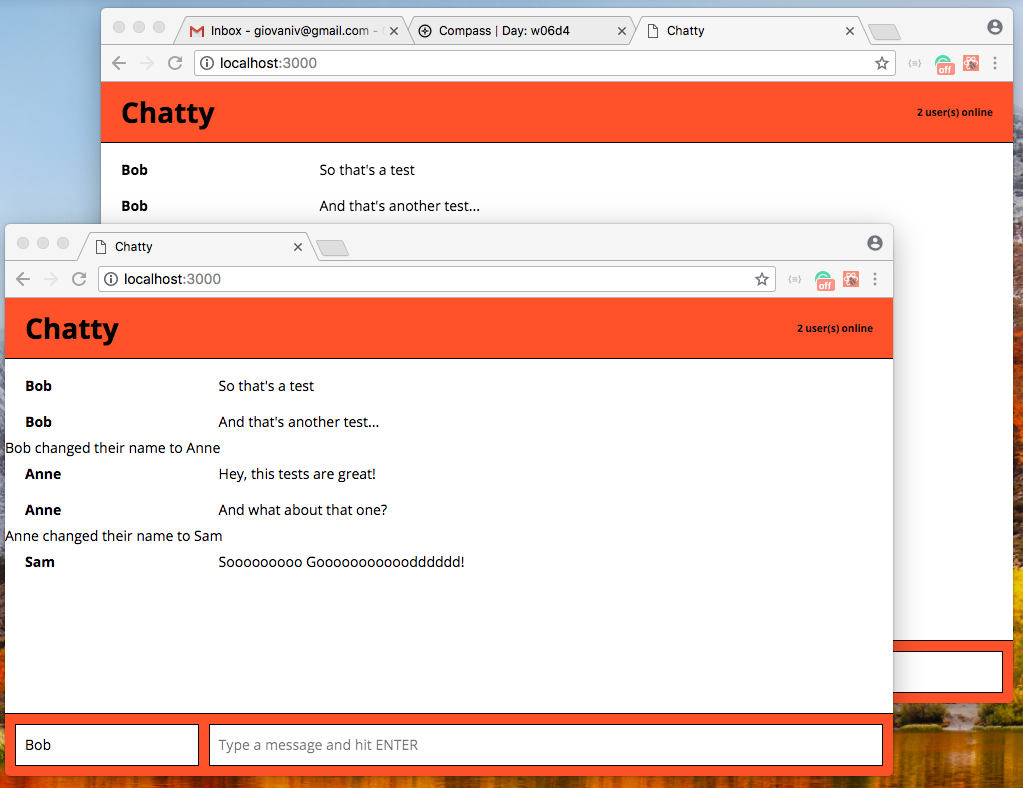 Inbox - giovaniv@gmail.com -
Compass | Day: w06d4
Chatty
localhost:3000
off
Chatty
2 user(s) online
Bob So that's a test
Bob And that's another test...
Chatty
localhost:3000
off
Chatty
2 user(s) online
Bob So that's a test
Bob And that's another test...
Bob changed their name to Anne
Anne Hey, this tests are great!
Anne And what about that one?
Anne changed their name to Sam
Sam Sooooooooo Gooooooooooodddddd!
Bob Type a message and hit ENTER